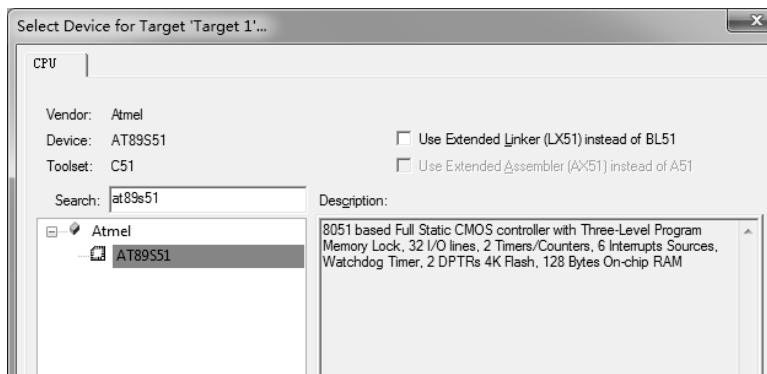 Select Device for Target 'Target 1'...
CPU
Vendor: Atmel
Device: AT89S51
Use Extended Linker (LX51) instead of BL51
Toolset: C51
Use Extended Assembler (AX51) instead of A51
Search: at89s51
Description:
Atmel
AT89S51
8051 based Full Static CMOS controller with Three-Level Program
Memory Lock, 32 I/O lines, 2 Timers/Counters, 6 Interrupts Sources,
Watchdog Timer, 2 DPTRs 4K Flash, 128 Bytes On-chip RAM